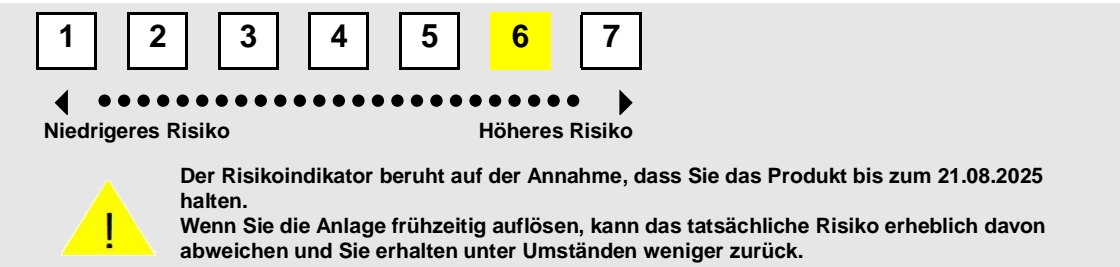 1 2 3 4 5 6 7
Niedrigeres Risiko Höheres Risiko
Der Risikoindikator beruht auf der Annahme, dass Sie das Produkt bis zum 21.08.2025
halten.
Wenn Sie die Anlage frühzeitig auflösen, kann das tatsächliche Risiko erheblich davon
abweichen und Sie erhalten unter Umständen weniger zurück.
!